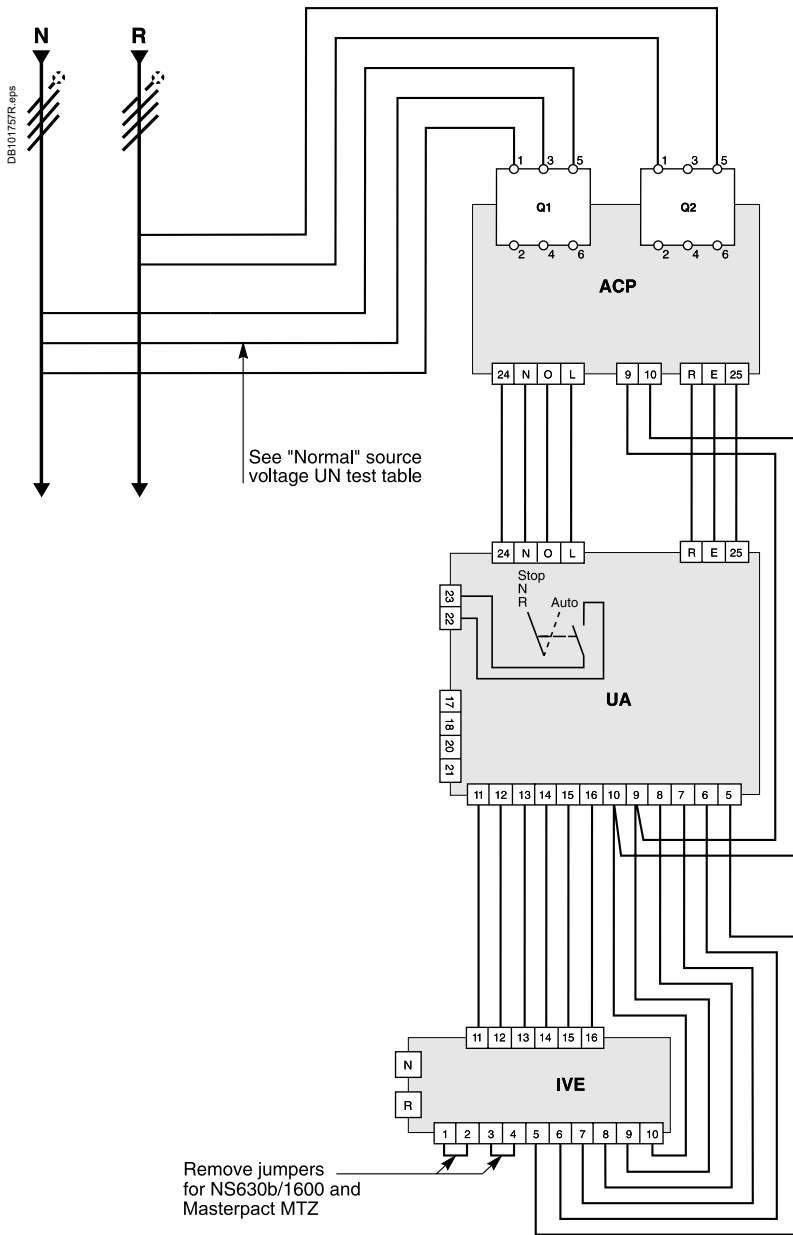 N R
DB101757R.eps
1 3 5
1 3 5
Q1
Q2
2 4 6
2 4 6
ACP
24 N O L
9 10
R E 25
See "Normal" source
voltage UN test table
24 N O L
R E 25
Stop
N
R
Auto
23
22
17
18
20
21
UA
11 12 13 14 15 16 10 9 8 7 6 5
11 12 13 14 15 16
N
R
IVE
1 2 3 4 5 6 7 8 9 10
Remove jumpers
for NS630b/1600 and
Masterpact MTZ